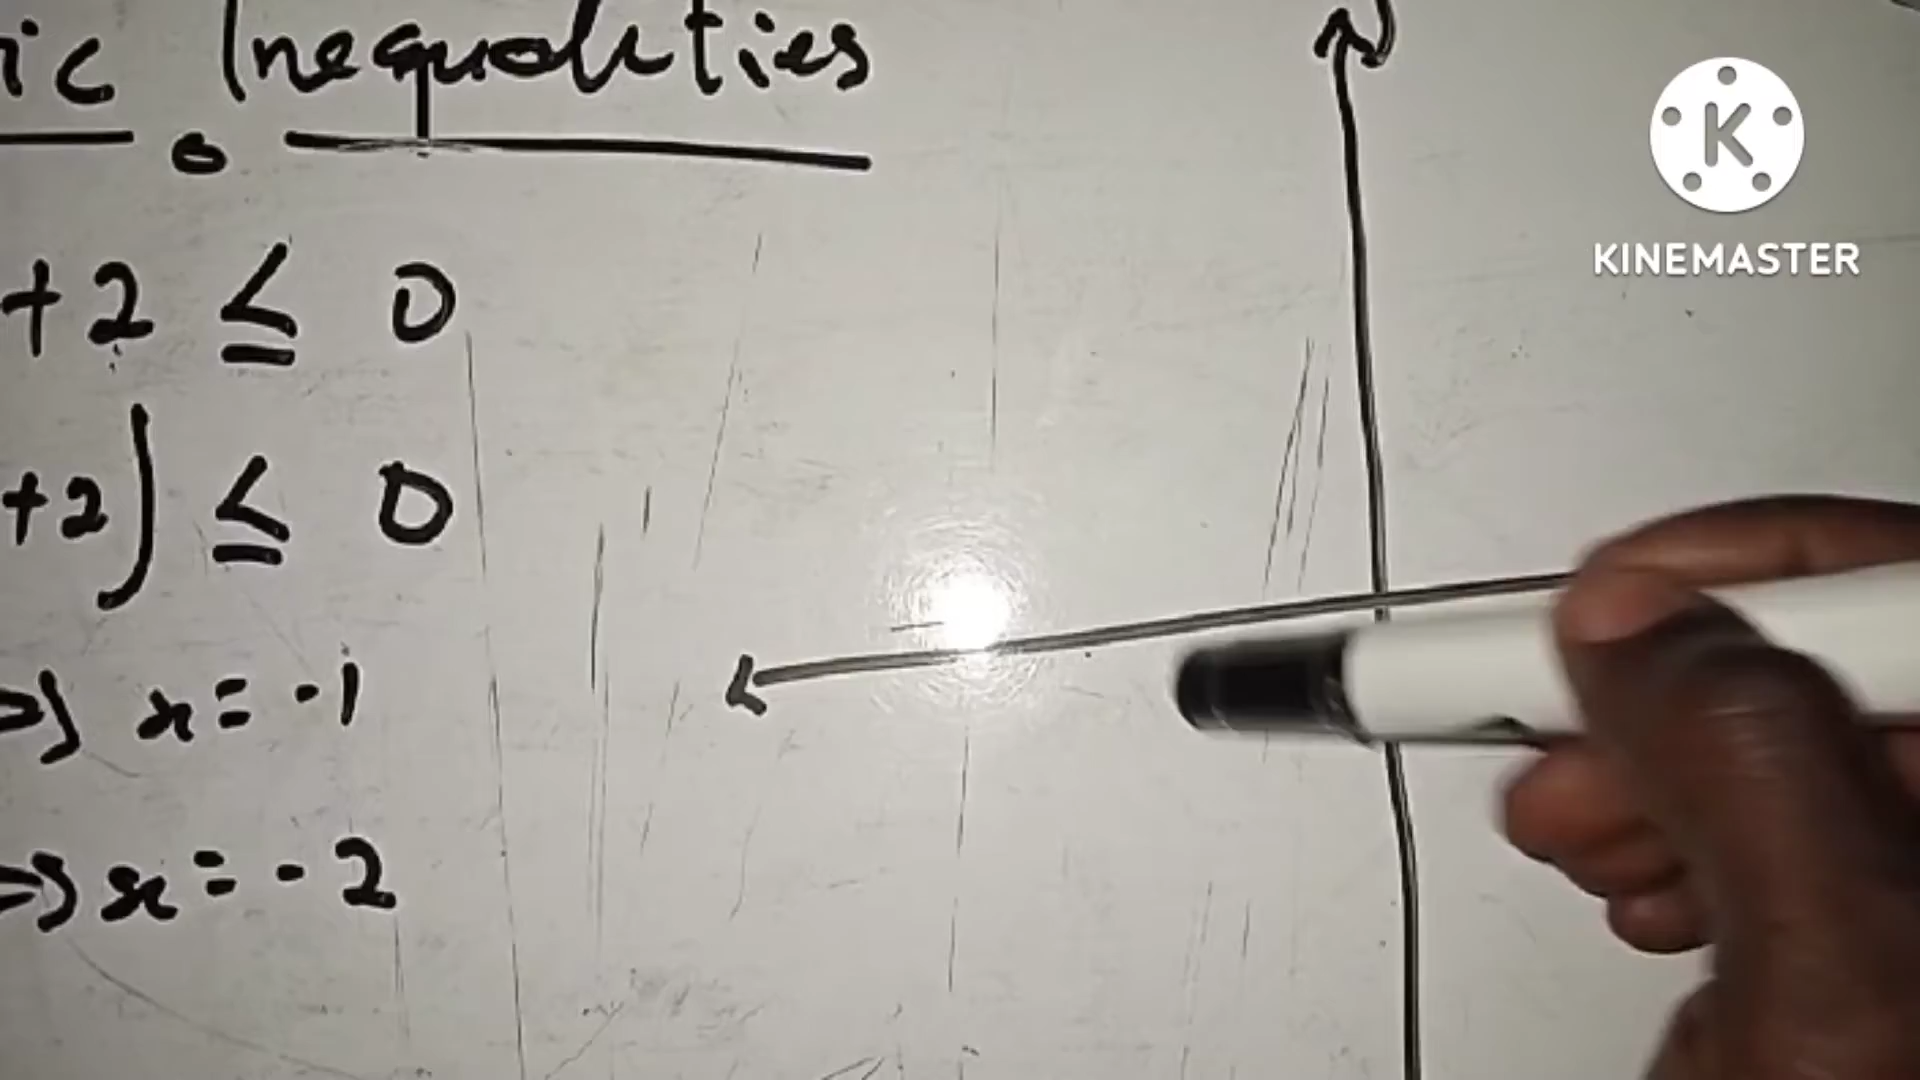 ic Inequalities
+ 2 ≤ 0
+2) ≤ 0
⇒ x = -1
⇒ x = -2
K
KINEMASTER